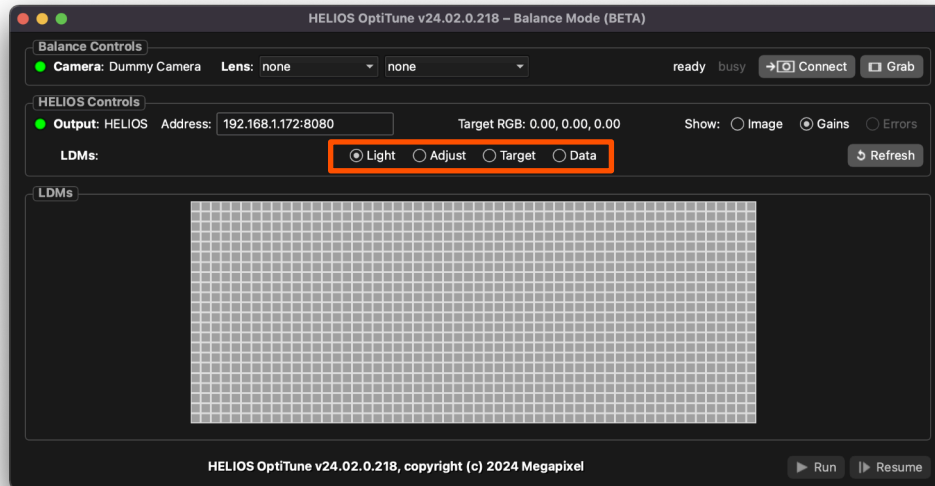 HELIOS OptiTune v24.02.0.218 – Balance Mode (BETA)
Balance Controls
Camera: Dummy Camera Lens: none none ready busy Connect Grab
HELIOS Controls
Output: HELIOS Address: 192.168.1.172:8080 Target RGB: 0.00, 0.00, 0.00 Show: Image Gains Errors
LDMs: Light Adjust Target Data Refresh
LDMs
HELIOS OptiTune v24.02.0.218, copyright (c) 2024 Megapixel Run Resume